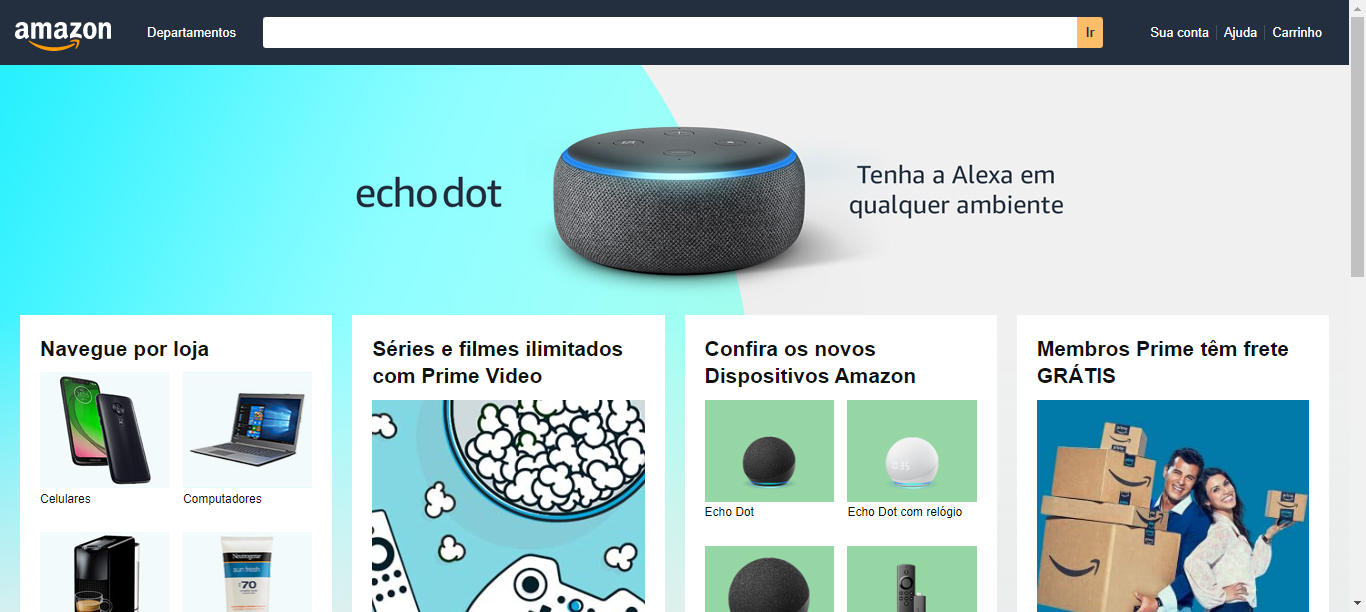 amazon
Departamentos
Ir
Sua conta
Ajuda
Carrinho
echo dot
Tenha a Alexa em
qualquer ambiente
Navegue por loja
Celulares
Computadores
Neutrogena
sun fresh
70
Séries e filmes ilimitados
com Prime Video
Confira os novos
Dispositivos Amazon
Echo Dot
Echo Dot com relógio
Membros Prime têm frete
GRÁTIS